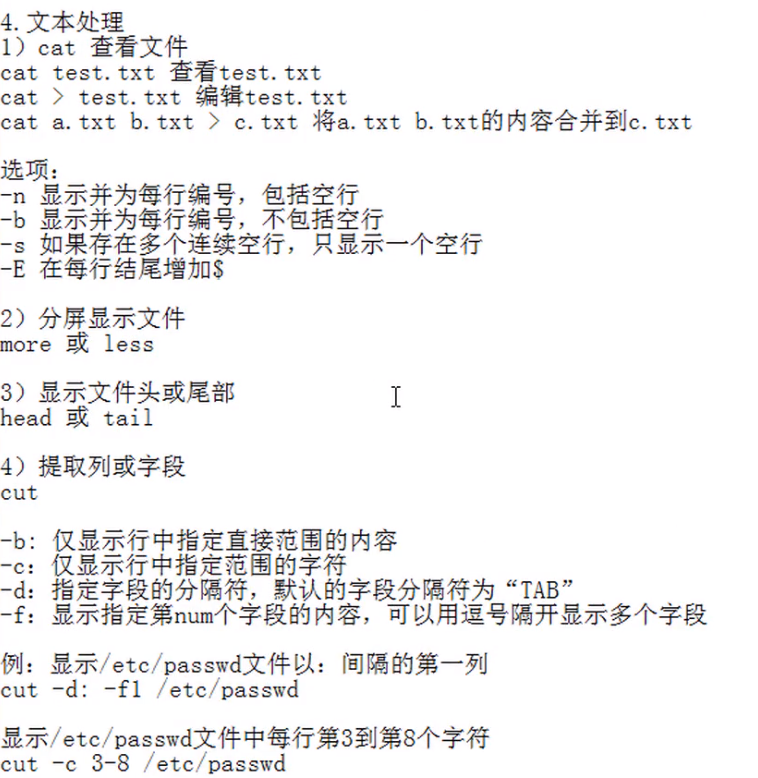 4.文本处理
1）cat 查看文件
cat test.txt 查看test.txt
cat > test.txt 编辑test.txt
cat a.txt b.txt > c.txt 将a.txt b.txt的内容合并到c.txt
选项：
-n 显示并为每行编号，包括空行
-b 显示并为每行编号，不包括空行
-s 如果存在多个连续空行，只显示一个空行
-E 在每行结尾增加$
2）分屏显示文件
more 或 less
3）显示文件头或尾部
head 或 tail
4）提取列或字段
cut
-b: 仅显示行中指定直接范围的内容
-c: 仅显示行中指定范围的字符
-d: 指定字段的分隔符，默认的字段分隔符为“TAB”
-f: 显示指定第num个字段的内容，可以用逗号隔开显示多个字段
例：显示/etc/passwd文件以：间隔的第一列
cut -d: -f1 /etc/passwd
显示/etc/passwd文件中每行第3到第8个字符
cut -c 3-8 /etc/passwd